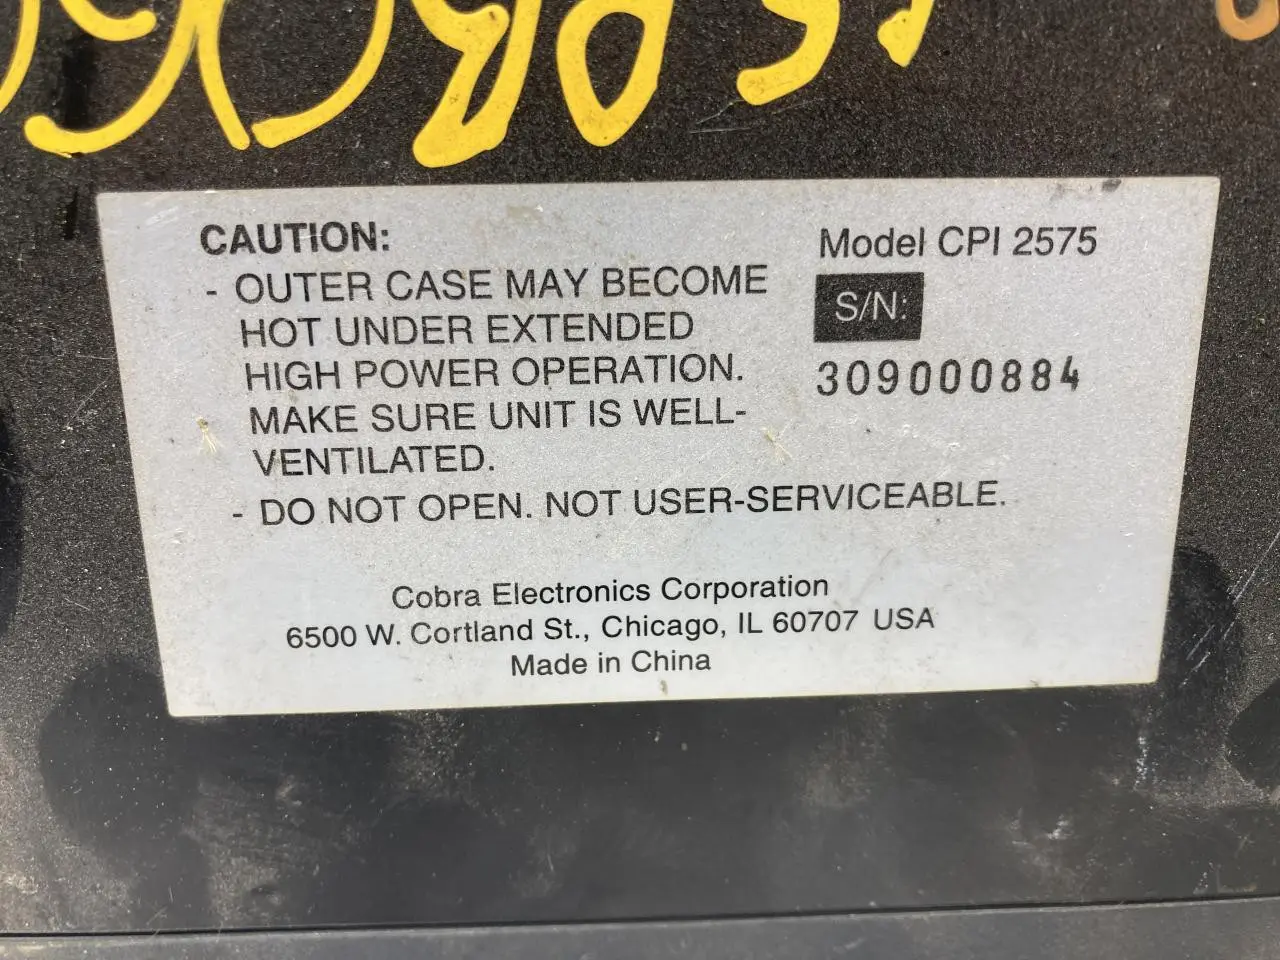 CAUTION:
- OUTER CASE MAY BECOME
HOT UNDER EXTENDED
HIGH POWER OPERATION.
MAKE SURE UNIT IS WELL-
VENTILATED.
- DO NOT OPEN. NOT USER-SERVICEABLE.
Model CPI 2575
S/N:
309000884
Cobra Electronics Corporation
6500 W. Cortland St., Chicago, IL 60707 USA
Made in China